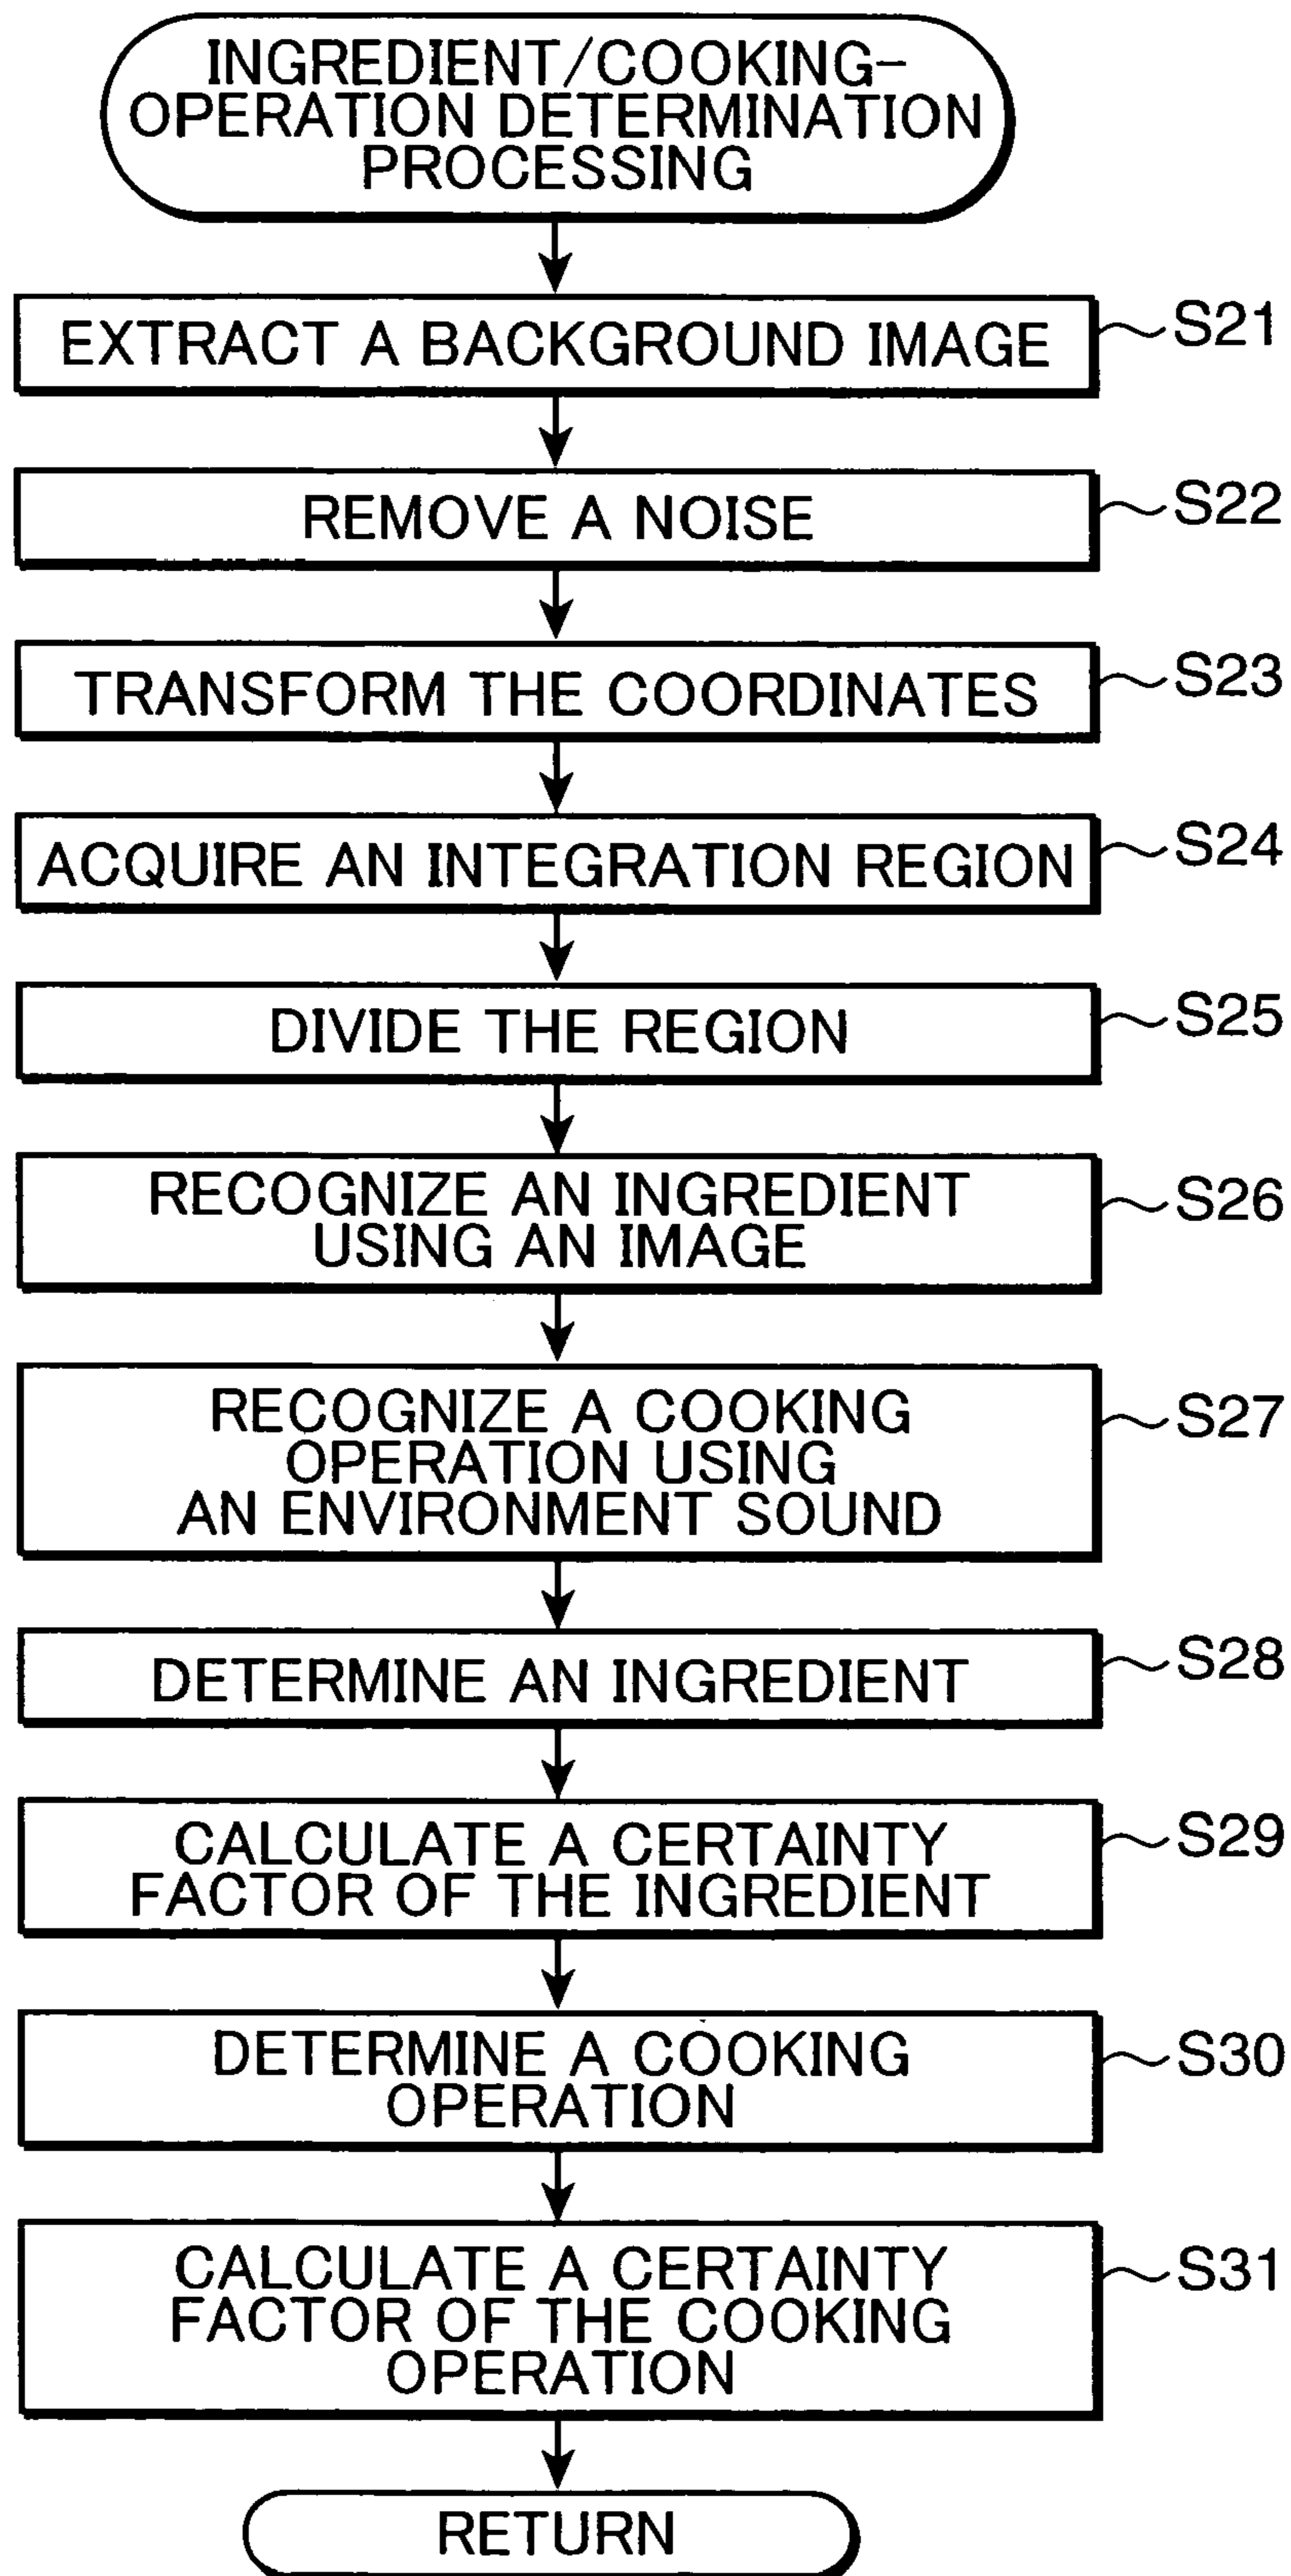 INGREDIENT/COOKING-
OPERATION DETERMINATION
PROCESSING
EXTRACT A BACKGROUND IMAGE
S21
REMOVE A NOISE
S22
TRANSFORM THE COORDINATES
S23
ACQUIRE AN INTEGRATION REGION
S24
DIVIDE THE REGION
S25
RECOGNIZE AN INGREDIENT
USING AN IMAGE
S26
RECOGNIZE A COOKING
OPERATION USING
AN ENVIRONMENT SOUND
S27
DETERMINE AN INGREDIENT
S28
CALCULATE A CERTAINTY
FACTOR OF THE INGREDIENT
S29
DETERMINE A COOKING
OPERATION
S30
CALCULATE A CERTAINTY
FACTOR OF THE COOKING
OPERATION
S31
RETURN